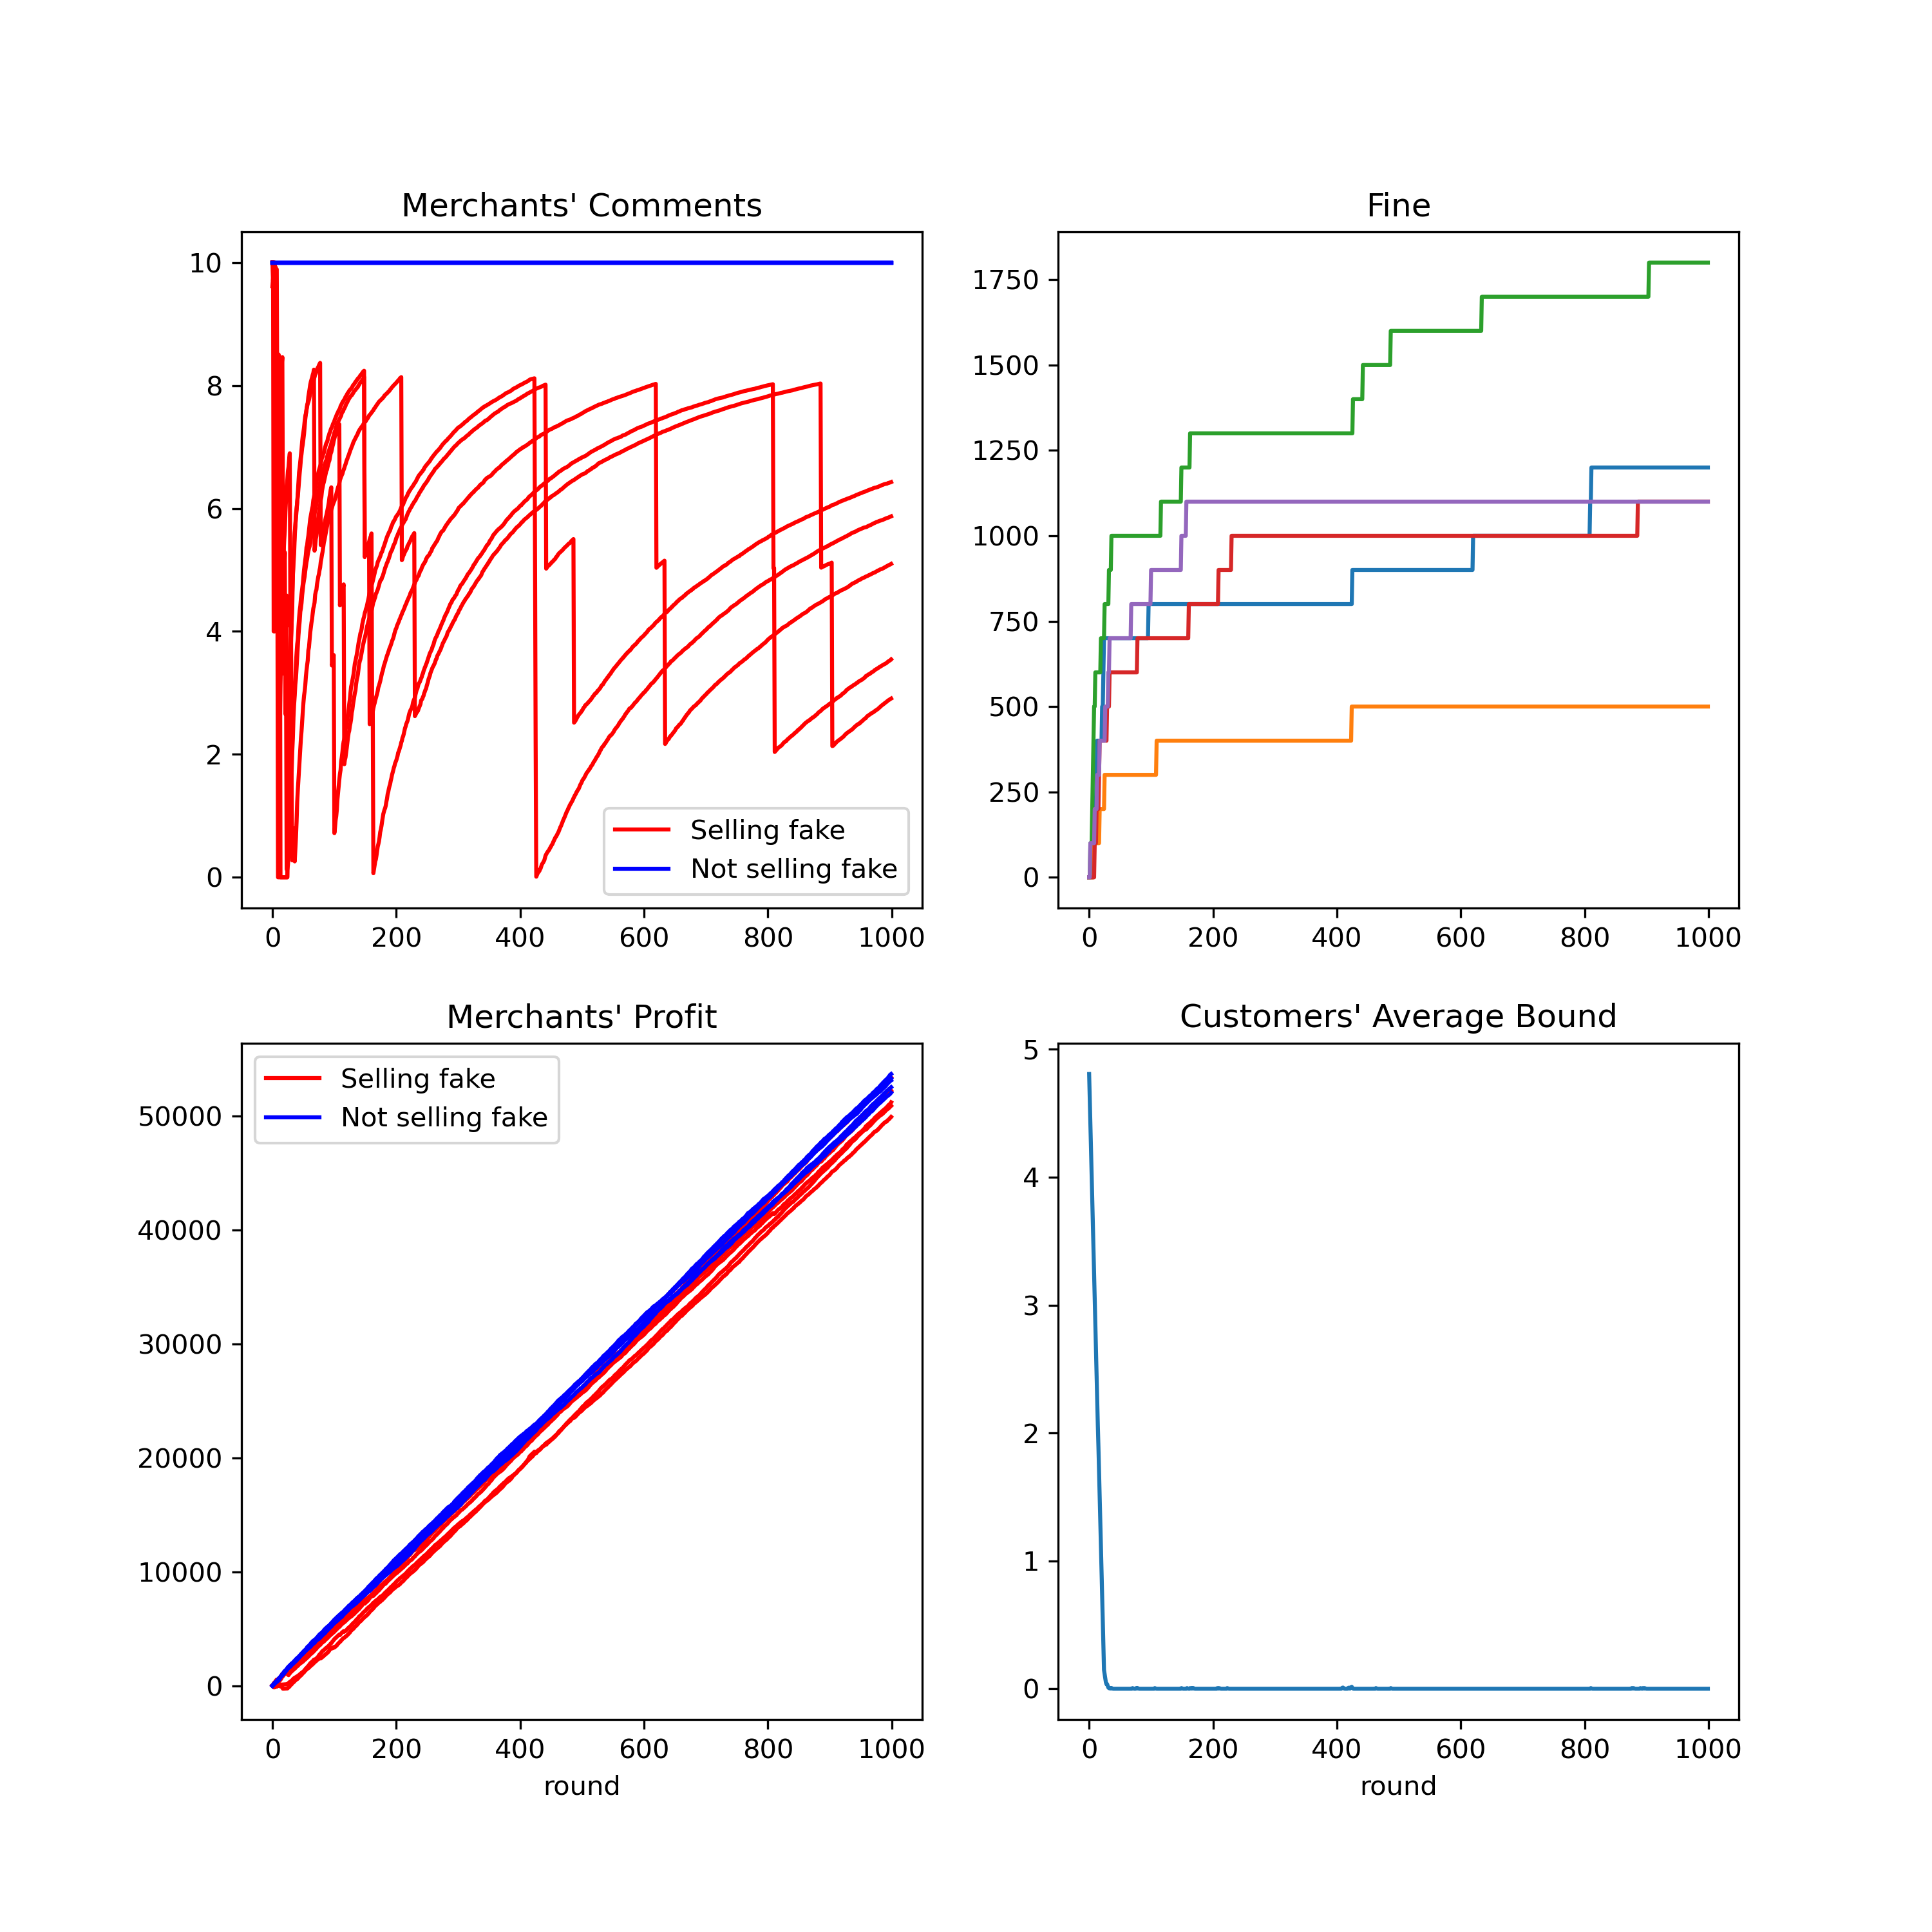 Merchants' Comments
10
8
6
4
2
0
Selling fake
Not selling fake
0 200 400 600 800 1000
Fine
1750
1500
1250
1000
750
500
250
0
0 200 400 600 800 1000
Merchants' Profit
Selling fake
Not selling fake
50000
40000
30000
20000
10000
0
0 200 400 600 800 1000
round
Customers' Average Bound
5
4
3
2
1
0
0 200 400 600 800 1000
round